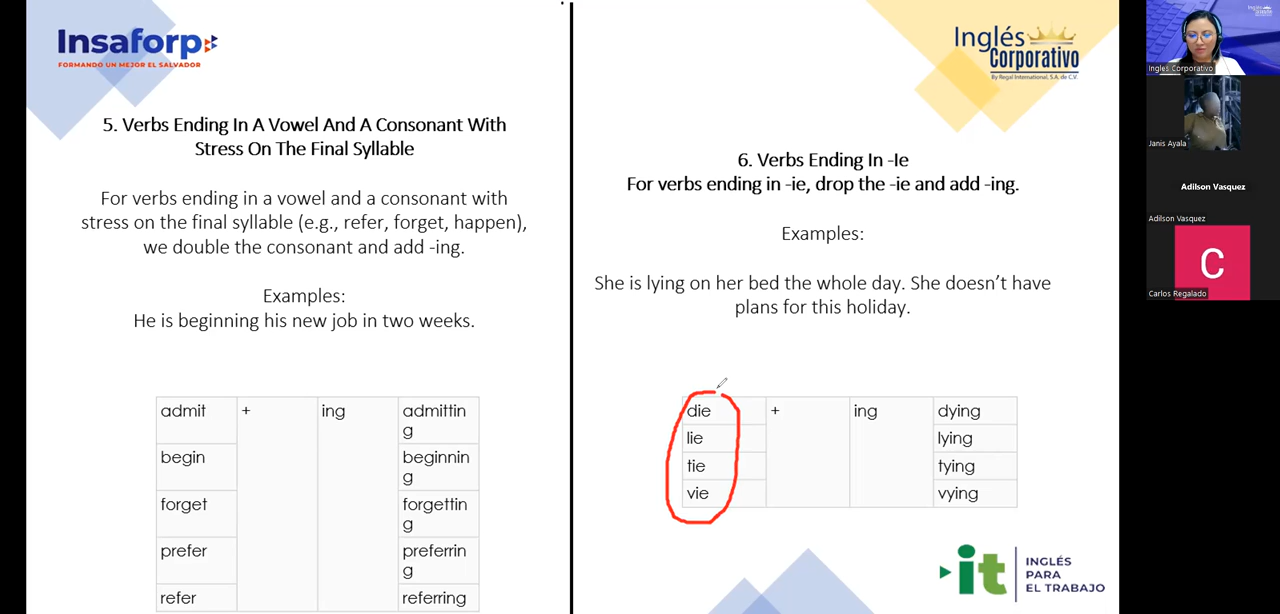 Insaforp
FORMANDO UN MEJOR EL SALVADOR
5. Verbs Ending In A Vowel And A Consonant With
Stress On The Final Syllable
For verbs ending in a vowel and a consonant with
stress on the final syllable (e.g., refer, forget, happen),
we double the consonant and add -ing.
Examples:
He is beginning his new job in two weeks.
admit + ing admittin
g
begin beginnin
g
forget forgettin
g
prefer preferrin
g
refer referring
Inglés
Corporativo
By Regal International, S.A. de C.V.
6. Verbs Ending In -Ie
For verbs ending in -ie, drop the -ie and add -ing.
Examples:
She is lying on her bed the whole day. She doesn't have
plans for this holiday.
die + ing dying
lie lying
tie tying
vie vying
it
INGLÉS
PARA
EL TRABAJO
Ingles Corporativo
Janis Ayala
Adilson Vasquez
Adilson Vasquez
C
Carlos Regalado